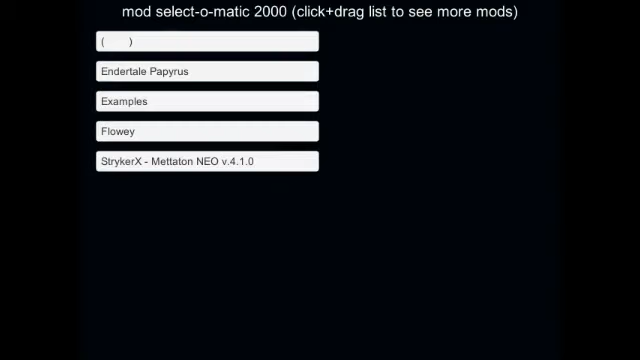 mod select-o-matic 2000 (click+drag list to see more mods)
(       )
Endertale Papyrus
Examples
Flowey
StrykerX - Mettaton NEO v.4.1.0